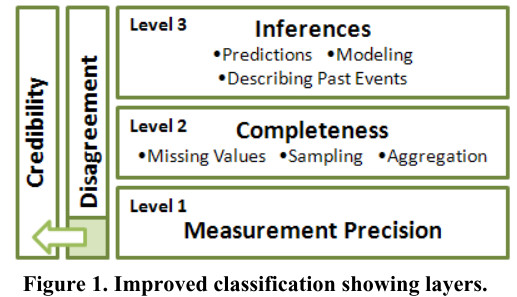 Credibility
Disagreement
Level 3
Inferences
•Predictions •Modeling
•Describing Past Events
Level 2
Completeness
•Missing Values •Sampling •Aggregation
Level 1
Measurement Precision
Figure 1. Improved classification showing layers.